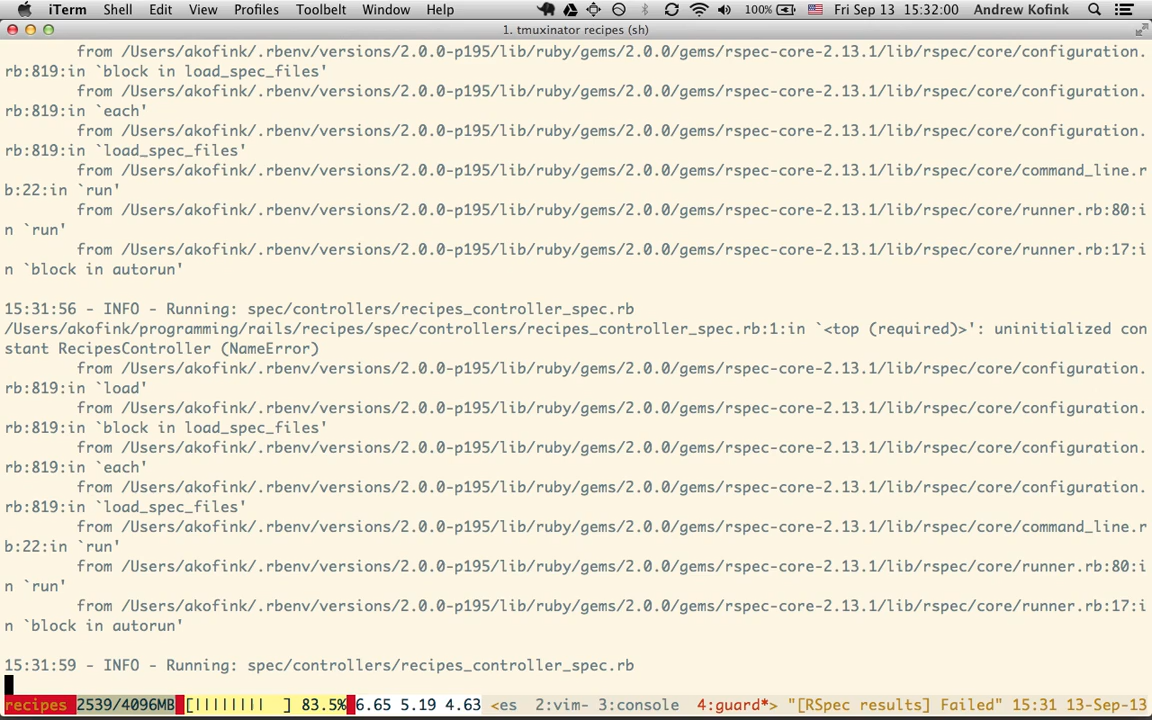 iTerm Shell Edit View Profiles Toolbelt Window Help 100% Fri Sep 13 15:32:00 Andrew Kofink
1. tmuxinator recipes (sh)
from /Users/akofink/.rbenv/versions/2.0.0-p195/lib/ruby/gems/2.0.0/gems/rspec-core-2.13.1/lib/rspec/core/configuration.
rb:819:in `block in load_spec_files'
from /Users/akofink/.rbenv/versions/2.0.0-p195/lib/ruby/gems/2.0.0/gems/rspec-core-2.13.1/lib/rspec/core/configuration.
rb:819:in `each'
from /Users/akofink/.rbenv/versions/2.0.0-p195/lib/ruby/gems/2.0.0/gems/rspec-core-2.13.1/lib/rspec/core/configuration.
rb:819:in `load_spec_files'
from /Users/akofink/.rbenv/versions/2.0.0-p195/lib/ruby/gems/2.0.0/gems/rspec-core-2.13.1/lib/rspec/core/command_line.r
b:22:in `run'
from /Users/akofink/.rbenv/versions/2.0.0-p195/lib/ruby/gems/2.0.0/gems/rspec-core-2.13.1/lib/rspec/core/runner.rb:80:i
n `run'
from /Users/akofink/.rbenv/versions/2.0.0-p195/lib/ruby/gems/2.0.0/gems/rspec-core-2.13.1/lib/rspec/core/runner.rb:17:i
n `block in autorun'
15:31:56 - INFO - Running: spec/controllers/recipes_controller_spec.rb
/Users/akofink/programming/rails/recipes/spec/controllers/recipes_controller_spec.rb:1:in `<top (required)>': uninitialized con
stant RecipesController (NameError)
from /Users/akofink/.rbenv/versions/2.0.0-p195/lib/ruby/gems/2.0.0/gems/rspec-core-2.13.1/lib/rspec/core/configuration.
rb:819:in `load'
from /Users/akofink/.rbenv/versions/2.0.0-p195/lib/ruby/gems/2.0.0/gems/rspec-core-2.13.1/lib/rspec/core/configuration.
rb:819:in `block in load_spec_files'
from /Users/akofink/.rbenv/versions/2.0.0-p195/lib/ruby/gems/2.0.0/gems/rspec-core-2.13.1/lib/rspec/core/configuration.
rb:819:in `each'
from /Users/akofink/.rbenv/versions/2.0.0-p195/lib/ruby/gems/2.0.0/gems/rspec-core-2.13.1/lib/rspec/core/configuration.
rb:819:in `load_spec_files'
from /Users/akofink/.rbenv/versions/2.0.0-p195/lib/ruby/gems/2.0.0/gems/rspec-core-2.13.1/lib/rspec/core/command_line.r
b:22:in `run'
from /Users/akofink/.rbenv/versions/2.0.0-p195/lib/ruby/gems/2.0.0/gems/rspec-core-2.13.1/lib/rspec/core/runner.rb:80:i
n `run'
from /Users/akofink/.rbenv/versions/2.0.0-p195/lib/ruby/gems/2.0.0/gems/rspec-core-2.13.1/lib/rspec/core/runner.rb:17:i
n `block in autorun'
15:31:59 - INFO - Running: spec/controllers/recipes_controller_spec.rb
recipes 2539/4096MB [|||||||| ] 83.5% 6.65 5.19 4.63 <es 2:vim- 3:console 4:guard*> "[RSpec results] Failed" 15:31 13-Sep-13